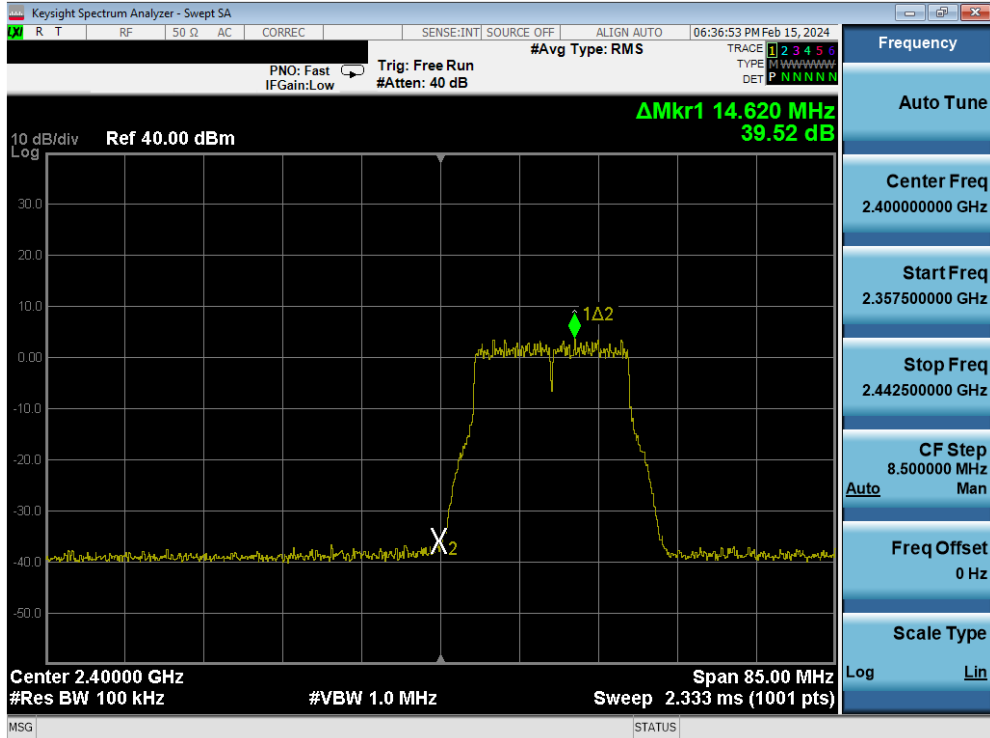 Keysight Spectrum Analyzer - Swept SA
LXI R T RF 50 Ω AC CORREC SENSE:INT SOURCE OFF ALIGN AUTO 06:36:53 PM Feb 15, 2024
PNO: Fast
IFGain:Low
Trig: Free Run
#Atten: 40 dB
#Avg Type: RMS
TRACE 1 2 3 4 5 6
TYPE M W W W W W
DET P N N N N N
ΔMkr1 14.620 MHz
39.52 dB
10 dB/div Ref 40.00 dBm
Log
30.0
20.0
10.0
0.00
-10.0
-20.0
-30.0
-40.0
-50.0
1Δ2
X2
Center 2.40000 GHz Span 85.00 MHz
#Res BW 100 kHz #VBW 1.0 MHz Sweep 2.333 ms (1001 pts)
MSG STATUS
Frequency
Auto Tune
Center Freq
2.400000000 GHz
Start Freq
2.357500000 GHz
Stop Freq
2.442500000 GHz
CF Step
8.500000 MHz
Auto Man
Freq Offset
0 Hz
Scale Type
Log Lin